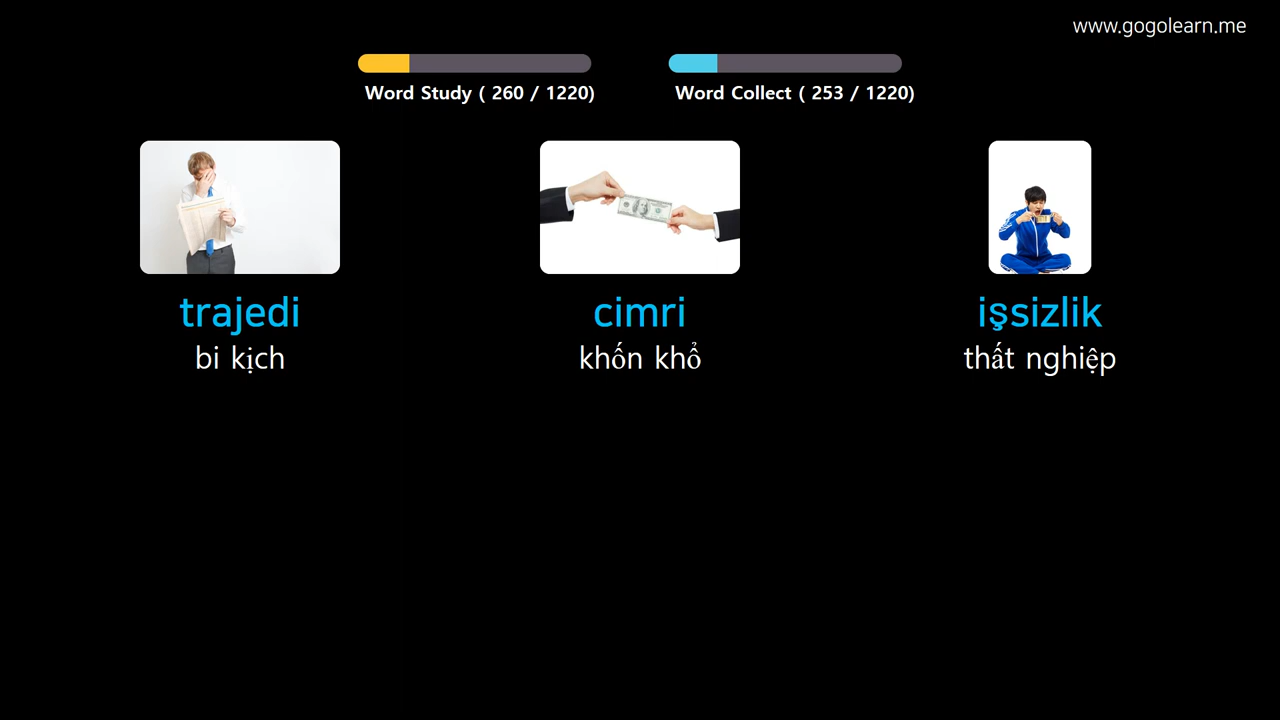 www.gogolearn.me
Word Study ( 260 / 1220)
Word Collect ( 253 / 1220)
trajedi
bi kịch
cimri
khốn khổ
işsizlik
thất nghiệp